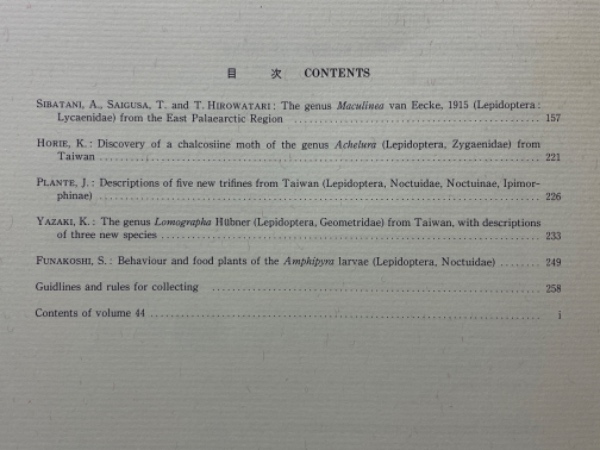 目 次 CONTENTS
SIBATANI, A., SAIGUSA, T. and T. HIROWATARI: The genus Maculinea van Eecke, 1915 (Lepidoptera:
Lycaenidae) from the East Palaearctic Region ........ 157
HORIE, K.: Discovery of a chalcosiine moth of the genus Achelura (Lepidoptera, Zygaenidae) from
Taiwan ........ 221
PLANTE, J.: Descriptions of five new trifines from Taiwan (Lepidoptera, Noctuidae, Noctuinae, Ipimor-
phinae) ........ 226
YAZAKI, K.: The genus Lomographa Hübner (Lepidoptera, Geometridae) from Taiwan, with descriptions
of three new species ........ 233
FUNAKOSHI, S.: Behaviour and food plants of the Amphipyra larvae (Lepidoptera, Noctuidae) ........ 249
Guidlines and rules for collecting ........ 258
Contents of volume 44 ........ i